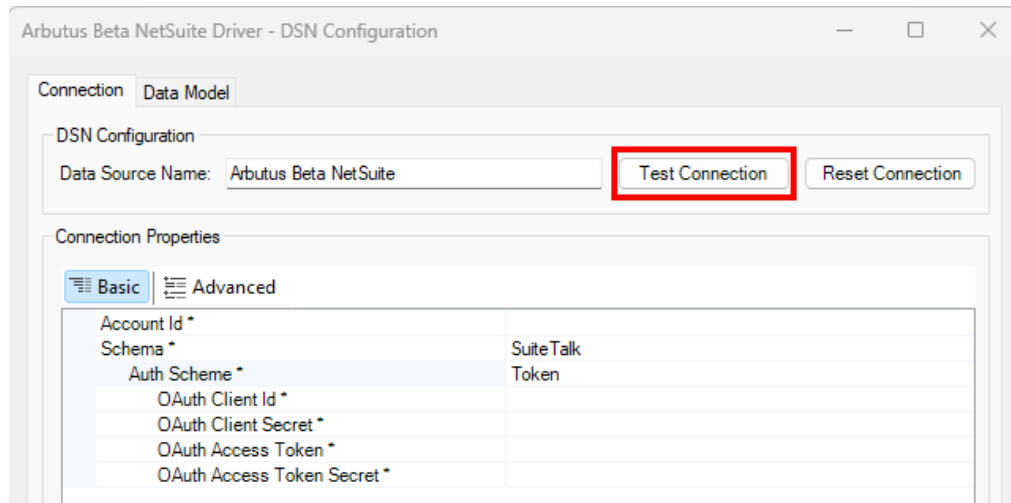 Arbutus Beta NetSuite Driver - DSN Configuration
Connection Data Model
DSN Configuration
Data Source Name: Arbutus Beta NetSuite Test Connection Reset Connection
Connection Properties
Basic Advanced
Account Id *
Schema * SuiteTalk
Auth Scheme * Token
OAuth Client Id *
OAuth Client Secret *
OAuth Access Token *
OAuth Access Token Secret *